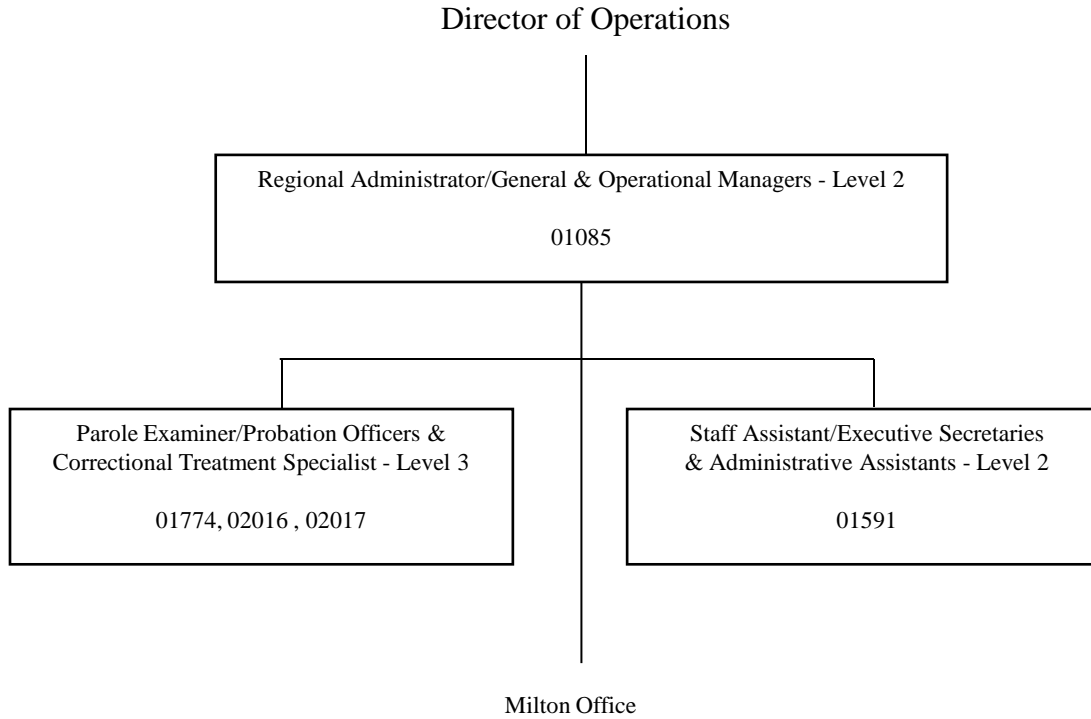 Director of Operations
Regional Administrator/General & Operational Managers - Level 2
01085
Parole Examiner/Probation Officers &
Correctional Treatment Specialist - Level 3
01774, 02016 , 02017
Staff Assistant/Executive Secretaries
& Administrative Assistants - Level 2
01591
Milton Office